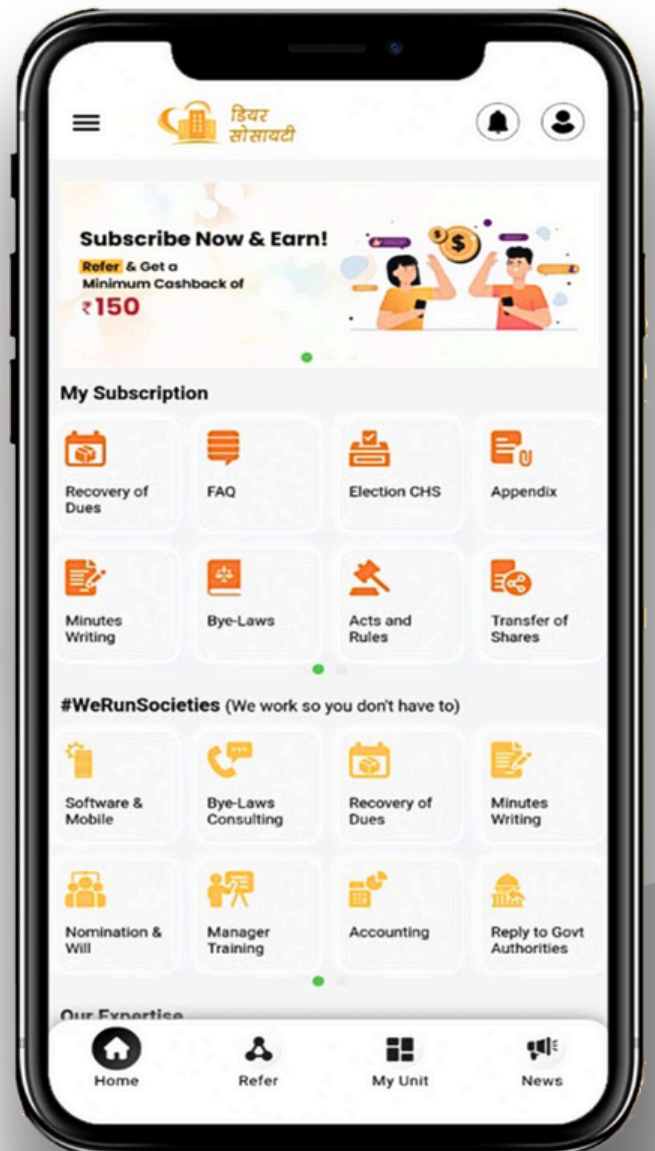 डियर
सोसायटी
Subscribe Now & Earn!
Refer & Get a
Minimum Cashback of
₹150
My Subscription
Recovery of
Dues
FAQ
Election CHS
Appendix
Minutes
Writing
Bye-Laws
Acts and
Rules
Transfer of
Shares
#WeRunSocieties (We work so you don't have to)
Software &
Mobile
Bye-Laws
Consulting
Recovery of
Dues
Minutes
Writing
Nomination &
Will
Manager
Training
Accounting
Reply to Govt
Authorities
Our Expertise
Home
Refer
My Unit
News